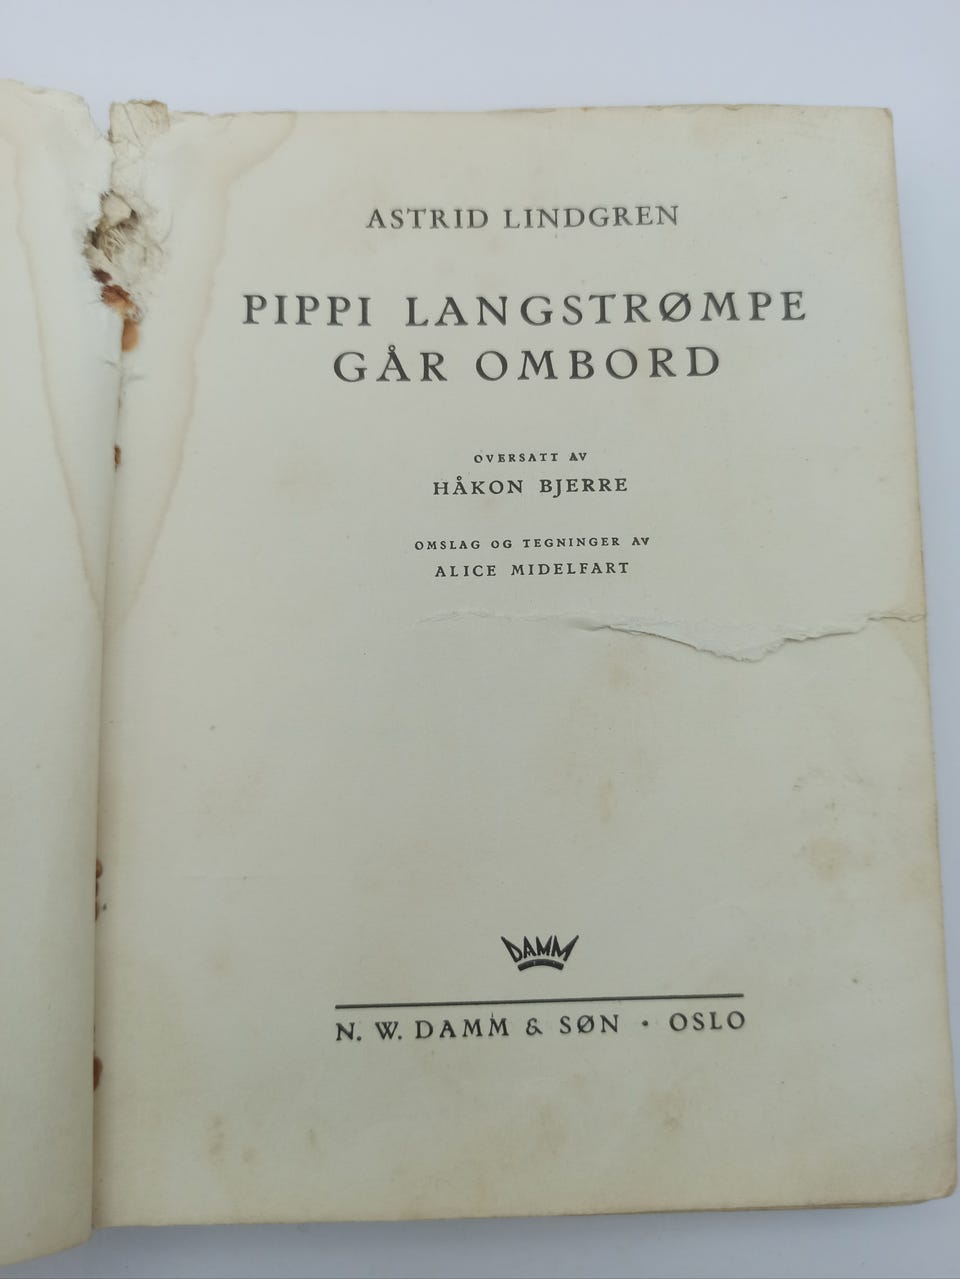 ASTRID LINDGREN
PIPPI LANGSTRØMPE
GÅR OMBORD
OVERSATT AV
HÅKON BJERRE
OMSLAG OG TEGNINGER AV
ALICE MIDELFART
DAMM
N. W. DAMM & SØN • OSLO